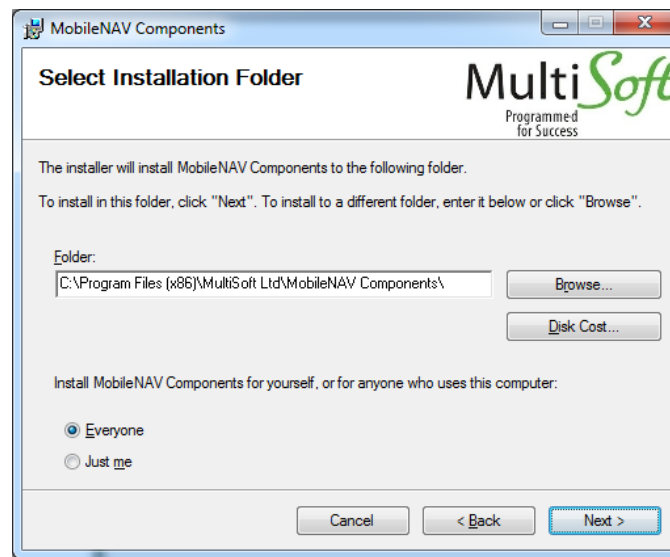 MobileNAV Components
Select Installation Folder
MultiSoft
Programmed
for Success
The installer will install MobileNAV Components to the following folder.
To install in this folder, click "Next". To install to a different folder, enter it below or click "Browse".
Folder:
C:\Program Files (x86)\MultiSoft Ltd\MobileNAV Components\
Browse...
Disk Cost...
Install MobileNAV Components for yourself, or for anyone who uses this computer:
Everyone
Just me
Cancel
< Back
Next >